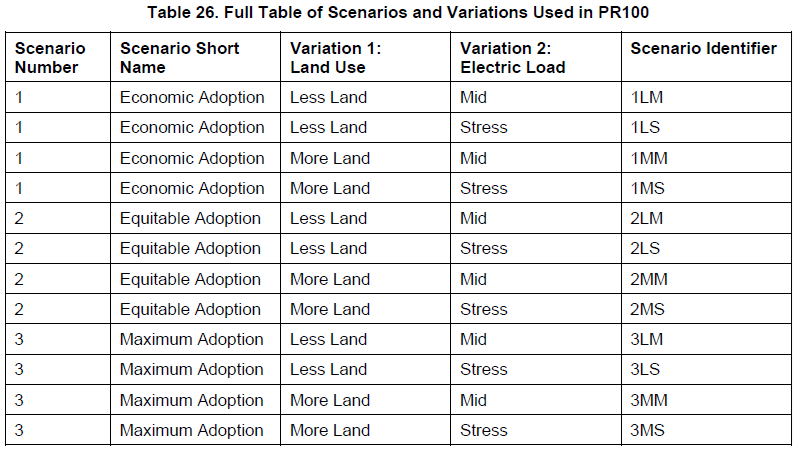 Table 26. Full Table of Scenarios and Variations Used in PR100
Scenario Number Scenario Short Name Variation 1: Land Use Variation 2: Electric Load Scenario Identifier
1 Economic Adoption Less Land Mid 1LM
1 Economic Adoption Less Land Stress 1LS
1 Economic Adoption More Land Mid 1MM
1 Economic Adoption More Land Stress 1MS
2 Equitable Adoption Less Land Mid 2LM
2 Equitable Adoption Less Land Stress 2LS
2 Equitable Adoption More Land Mid 2MM
2 Equitable Adoption More Land Stress 2MS
3 Maximum Adoption Less Land Mid 3LM
3 Maximum Adoption Less Land Stress 3LS
3 Maximum Adoption More Land Mid 3MM
3 Maximum Adoption More Land Stress 3MS